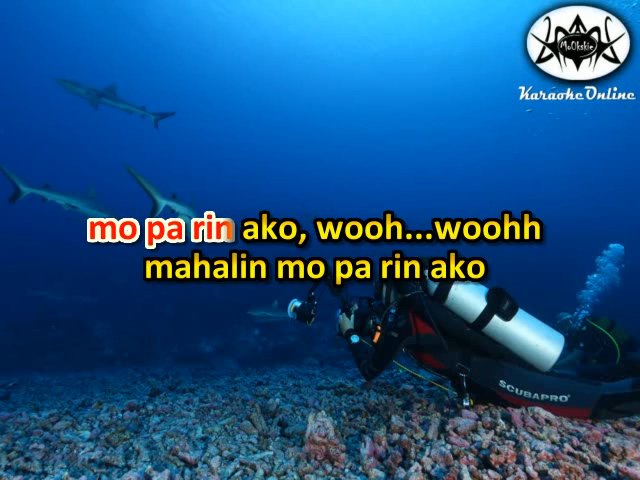 MoOkskie
KaraokeOnline
mo pa rin ako, wooh...woohh
mahalin mo pa rin ako
SCUBAPRO